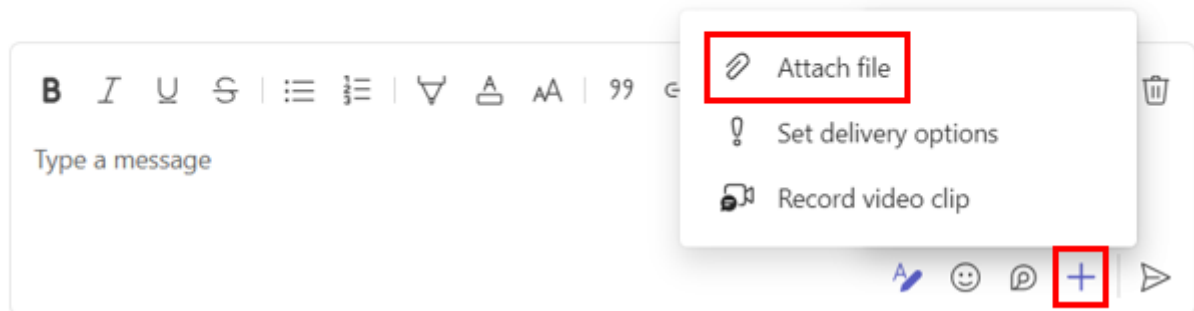 Attach file
B I U S
Type a message
Set delivery options
Record video clip